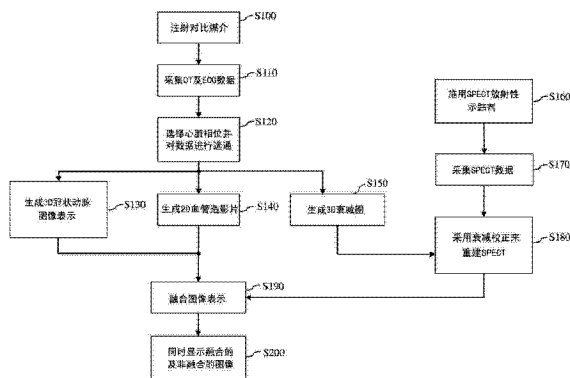 S100
注射对比媒介
S110
采集CT及ECG数据
S120
选择心脏相位并
对数据进行選通
S130
生成3D冠状动脉
图像表示
S140
生成2D血管造影片
S150
生成3D衰减图
S160
施用SPECT放射性
示踪剂
S170
采集SPECT数据
S180
采用衰减校正来
重建SPECT
S190
融合图像表示
S200
同时显示融合的
及非融合的图像